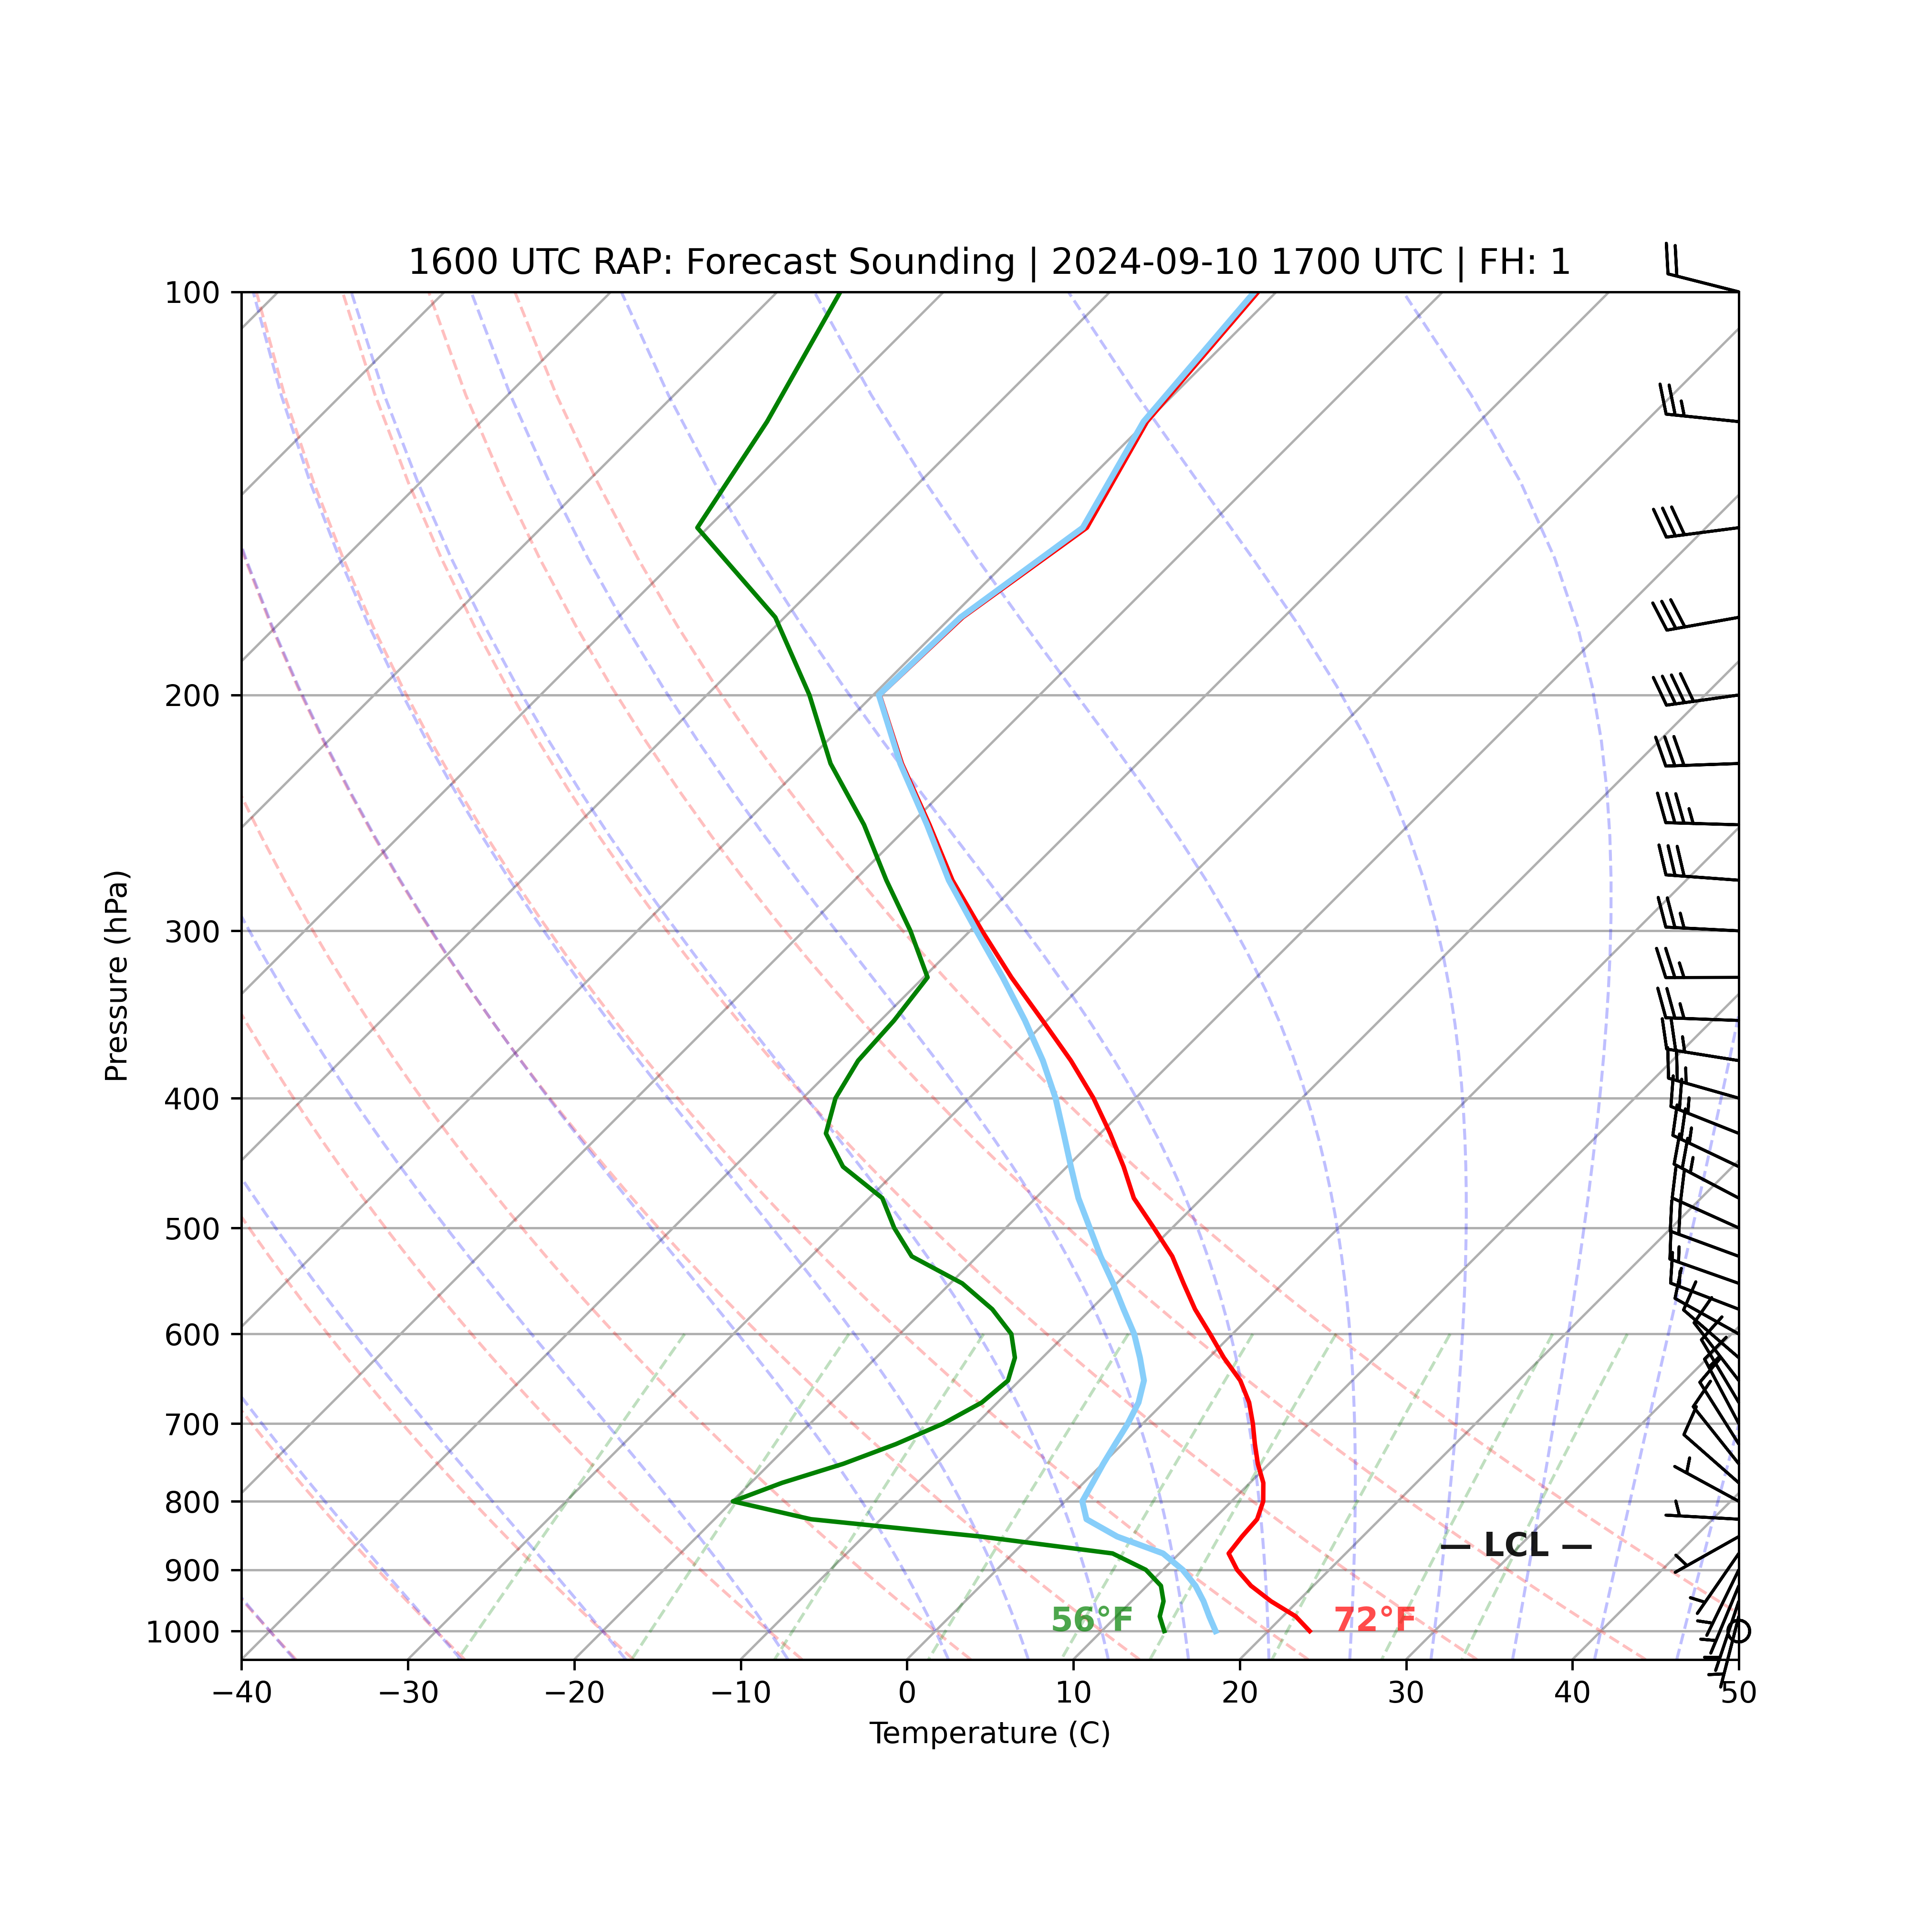 1600 UTC RAP: Forecast Sounding | 2024-09-10 1700 UTC | FH: 1
100
200
300
400
500
600
700
800
900
1000
Pressure (hPa)
— LCL —
56°F
72°F
−40 −30 −20 −10 0 10 20 30 40 50
Temperature (C)